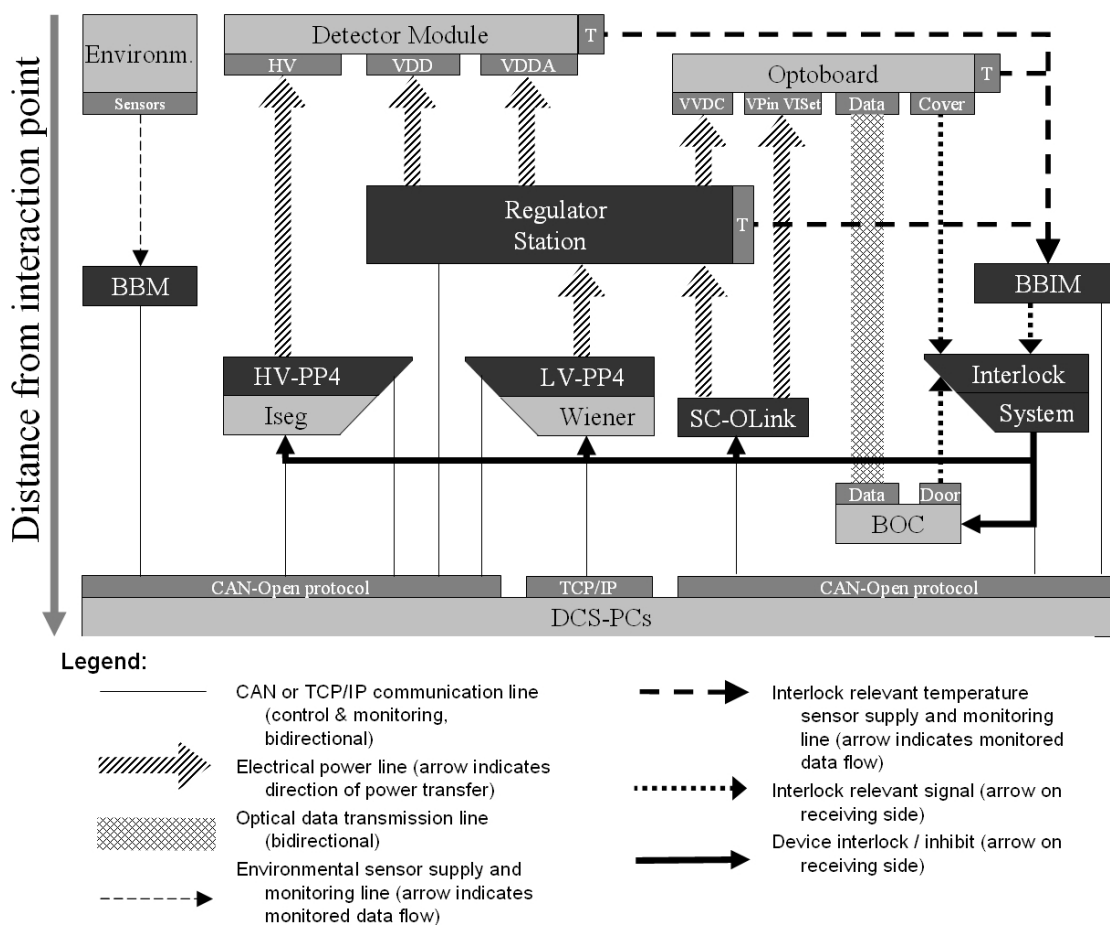 Distance from interaction point
Environm.
Sensors
Detector Module
T
HV
VDD
VDDA
Optoboard
T
VVDC
VPin VISet
Data
Cover
Regulator
Station
T
BBM
BBIM
HV-PP4
Iseg
LV-PP4
Wiener
SC-OLink
Interlock
System
Data
Door
BOC
CAN-Open protocol
TCP/IP
CAN-Open protocol
DCS-PCs
Legend:
CAN or TCP/IP communication line
(control & monitoring,
bidirectional)
Electrical power line (arrow indicates
direction of power transfer)
Optical data transmission line
(bidirectional)
Environmental sensor supply and
monitoring line (arrow indicates
monitored data flow)
Interlock relevant temperature
sensor supply and monitoring
line (arrow indicates monitored
data flow)
Interlock relevant signal (arrow on
receiving side)
Device interlock / inhibit (arrow on
receiving side)